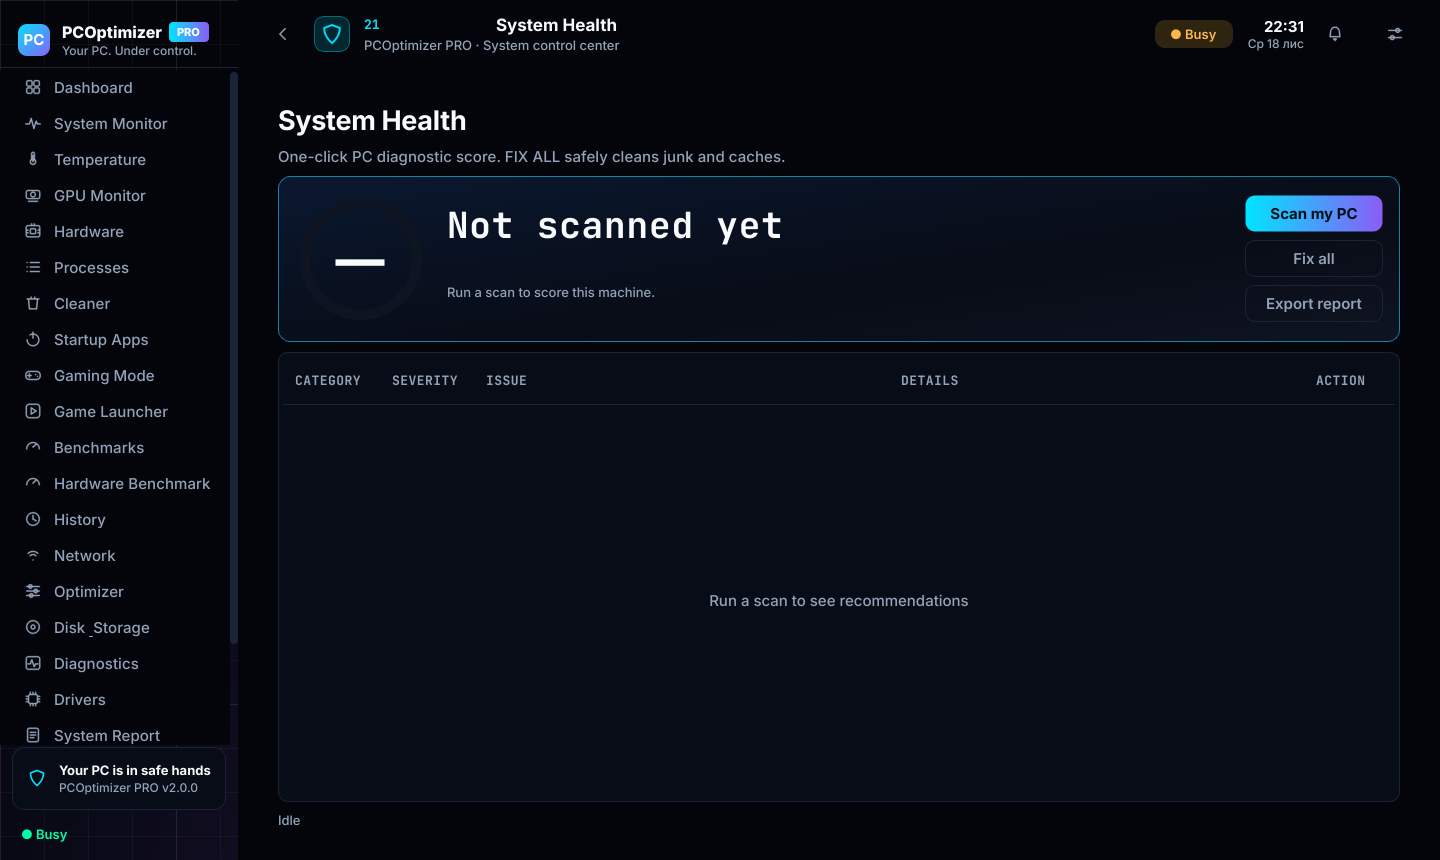 PC PCOptimizer PRO
Your PC. Under control.
Dashboard
System Monitor
Temperature
GPU Monitor
Hardware
Processes
Cleaner
Startup Apps
Gaming Mode
Game Launcher
Benchmarks
Hardware Benchmark
History
Network
Optimizer
Disk _Storage
Diagnostics
Drivers
System Report
Your PC is in safe hands
PCOptimizer PRO v2.0.0
Busy
21 System Health
PCOptimizer PRO · System control center
Busy
22:31
Ср 18 лис
System Health
One-click PC diagnostic score. FIX ALL safely cleans junk and caches.
—
Not scanned yet
Run a scan to score this machine.
Scan my PC
Fix all
Export report
CATEGORY SEVERITY ISSUE DETAILS ACTION
Run a scan to see recommendations
Idle